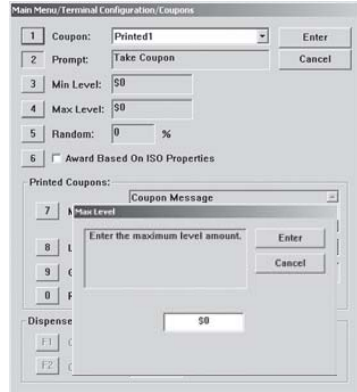 Main Menu/Terminal Configuration/Coupons
1 Coupon: Printed1 Enter
2 Prompt: Take Coupon Cancel
3 Min Level: $0
4 Max Level: $0
5 Random: 0 %
6 Award Based On ISO Properties
Printed Coupons:
Coupon Message
7
Max Level
Enter the maximum level amount. Enter
8 L
Cancel
9
0
$0
Dispense
F1
F2